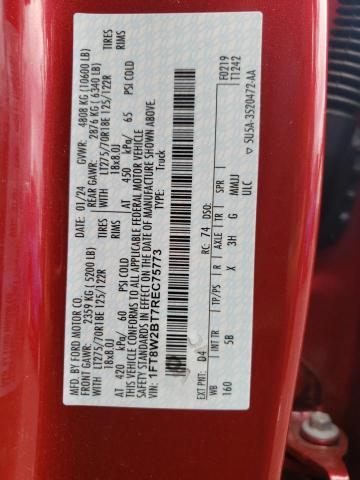 MFD. BY FORD MOTOR CO.
01/24 GVWR: 4808 KG (10600 LB)
FRONT GAWR: 2359 KG (5200 LB)
REAR GAWR: 2876 KG (6340 LB)
WITH LT275/70R18E 125/122R TIRES
18x8.0J RIMS
AT 420 kPa/ 60 PSI COLD
WITH LT275/70R18E 125/122R TIRES
18x8.0J RIMS
AT 450 kPa/ 65 PSI COLD
THIS VEHICLE CONFORMS TO ALL APPLICABLE FEDERAL MOTOR VEHICLE
SAFETY STANDARDS IN EFFECT ON THE DATE OF MANUFACTURE SHOWN ABOVE.
VIN: 1FT8W2BT7REC75773
TYPE: Truck
F0219
T1242
EXT PNT: D4 RC: 74 DSO:
WB INT TR TP/PS R AXLE TR SPR
160 5B X 3H G MMUJ
ULC
5U5A-3520472-AA